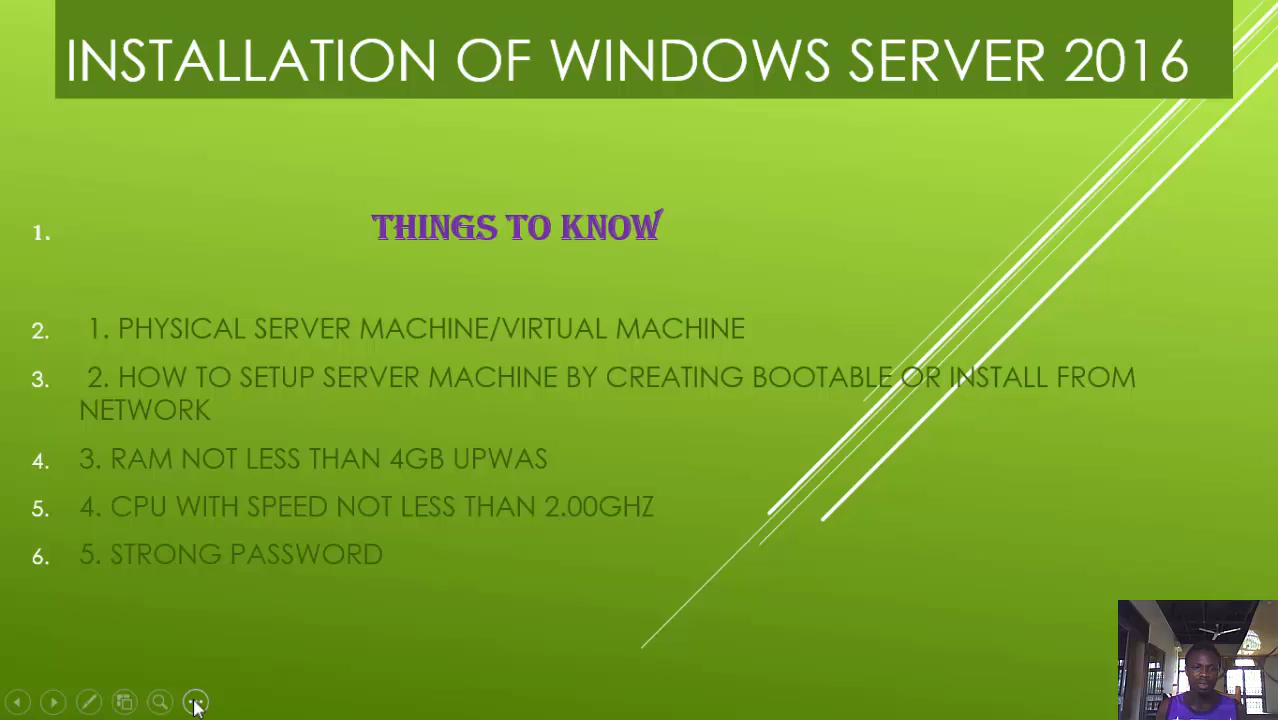 INSTALLATION OF WINDOWS SERVER 2016
1. THINGS TO KNOW
2. 1. PHYSICAL SERVER MACHINE/VIRTUAL MACHINE
3. 2. HOW TO SETUP SERVER MACHINE BY CREATING BOOTABLE OR INSTALL FROM
NETWORK
4. 3. RAM NOT LESS THAN 4GB UPWAS
5. 4. CPU WITH SPEED NOT LESS THAN 2.00GHZ
6. 5. STRONG PASSWORD